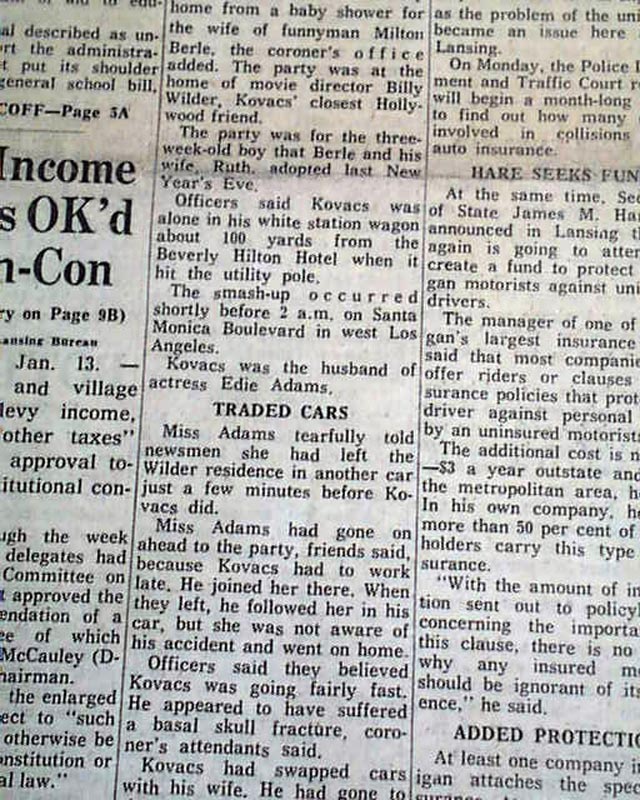 al described as un-
rt the administra-
t put its shoulder
general school bill,
COFF—Page 3A
Income
s OK'd
n-Con
ry on Page 9B)
Lansing Bureau
Jan. 13. —
and village
levy income,
other taxes"
approval to-
itutional con-
ugh the week
delegates had
Committee on
t approved the
endation of a
ee of which
McCauley (D-
hairman.
the enlarged
ect to "such
otherwise be
onstitution or
al law."
home from a baby shower for
the wife of funnyman Milton
Berle, the coroner's office
added. The party was at the
home of movie director Billy
Wilder, Kovacs' closest Holly-
wood friend.
The party was for the three-
week-old boy that Berle and his
wife, Ruth, adopted last New
Year's Eve.
Officers said Kovacs was
alone in his white station wagon
about 100 yards from the
Beverly Hilton Hotel when it
hit the utility pole.
The smash-up occurred
shortly before 2 a.m. on Santa
Monica Boulevard in west Los
Angeles.
Kovacs was the husband of
actress Edie Adams.
TRADED CARS
Miss Adams tearfully told
newsmen she had left the
Wilder residence in another car
just a few minutes before Ko-
vacs did.
Miss Adams had gone on
ahead to the party, friends said,
because Kovacs had to work
late. He joined her there. When
they left, he followed her in his
car, but she was not aware of
his accident and went on home.
Officers said they believed
Kovacs was going fairly fast.
He appeared to have suffered
a basal skull fracture, coro-
ner's attendants said.
Kovacs had swapped cars
with his wife. He had gone to
as the problem of the uni
became an issue here
Lansing.
On Monday, the Police
ment and Traffic Court r
will begin a month-long
to find out how many
involved in collisions
auto insurance.
HARE SEEKS FUN
At the same time, Sec
of State James M. Har
announced in Lansing th
again is going to atte
create a fund to protect
gan motorists against uni
drivers.
The manager of one of
gan's largest insurance
said that most companie
offer riders or clauses
surance policies that prot
driver against personal
by an uninsured motorist
The additional cost is n
—$3 a year outstate and
the metropolitan area, h
In his own company, he
more than 50 per cent of
holders carry this type
surance.
"With the amount of in
tion sent out to policy
concerning the importa
this clause, there is no
why any insured m
should be ignorant of it
ence," he said.
ADDED PROTECTIO
At least one company i
igan attaches the spe